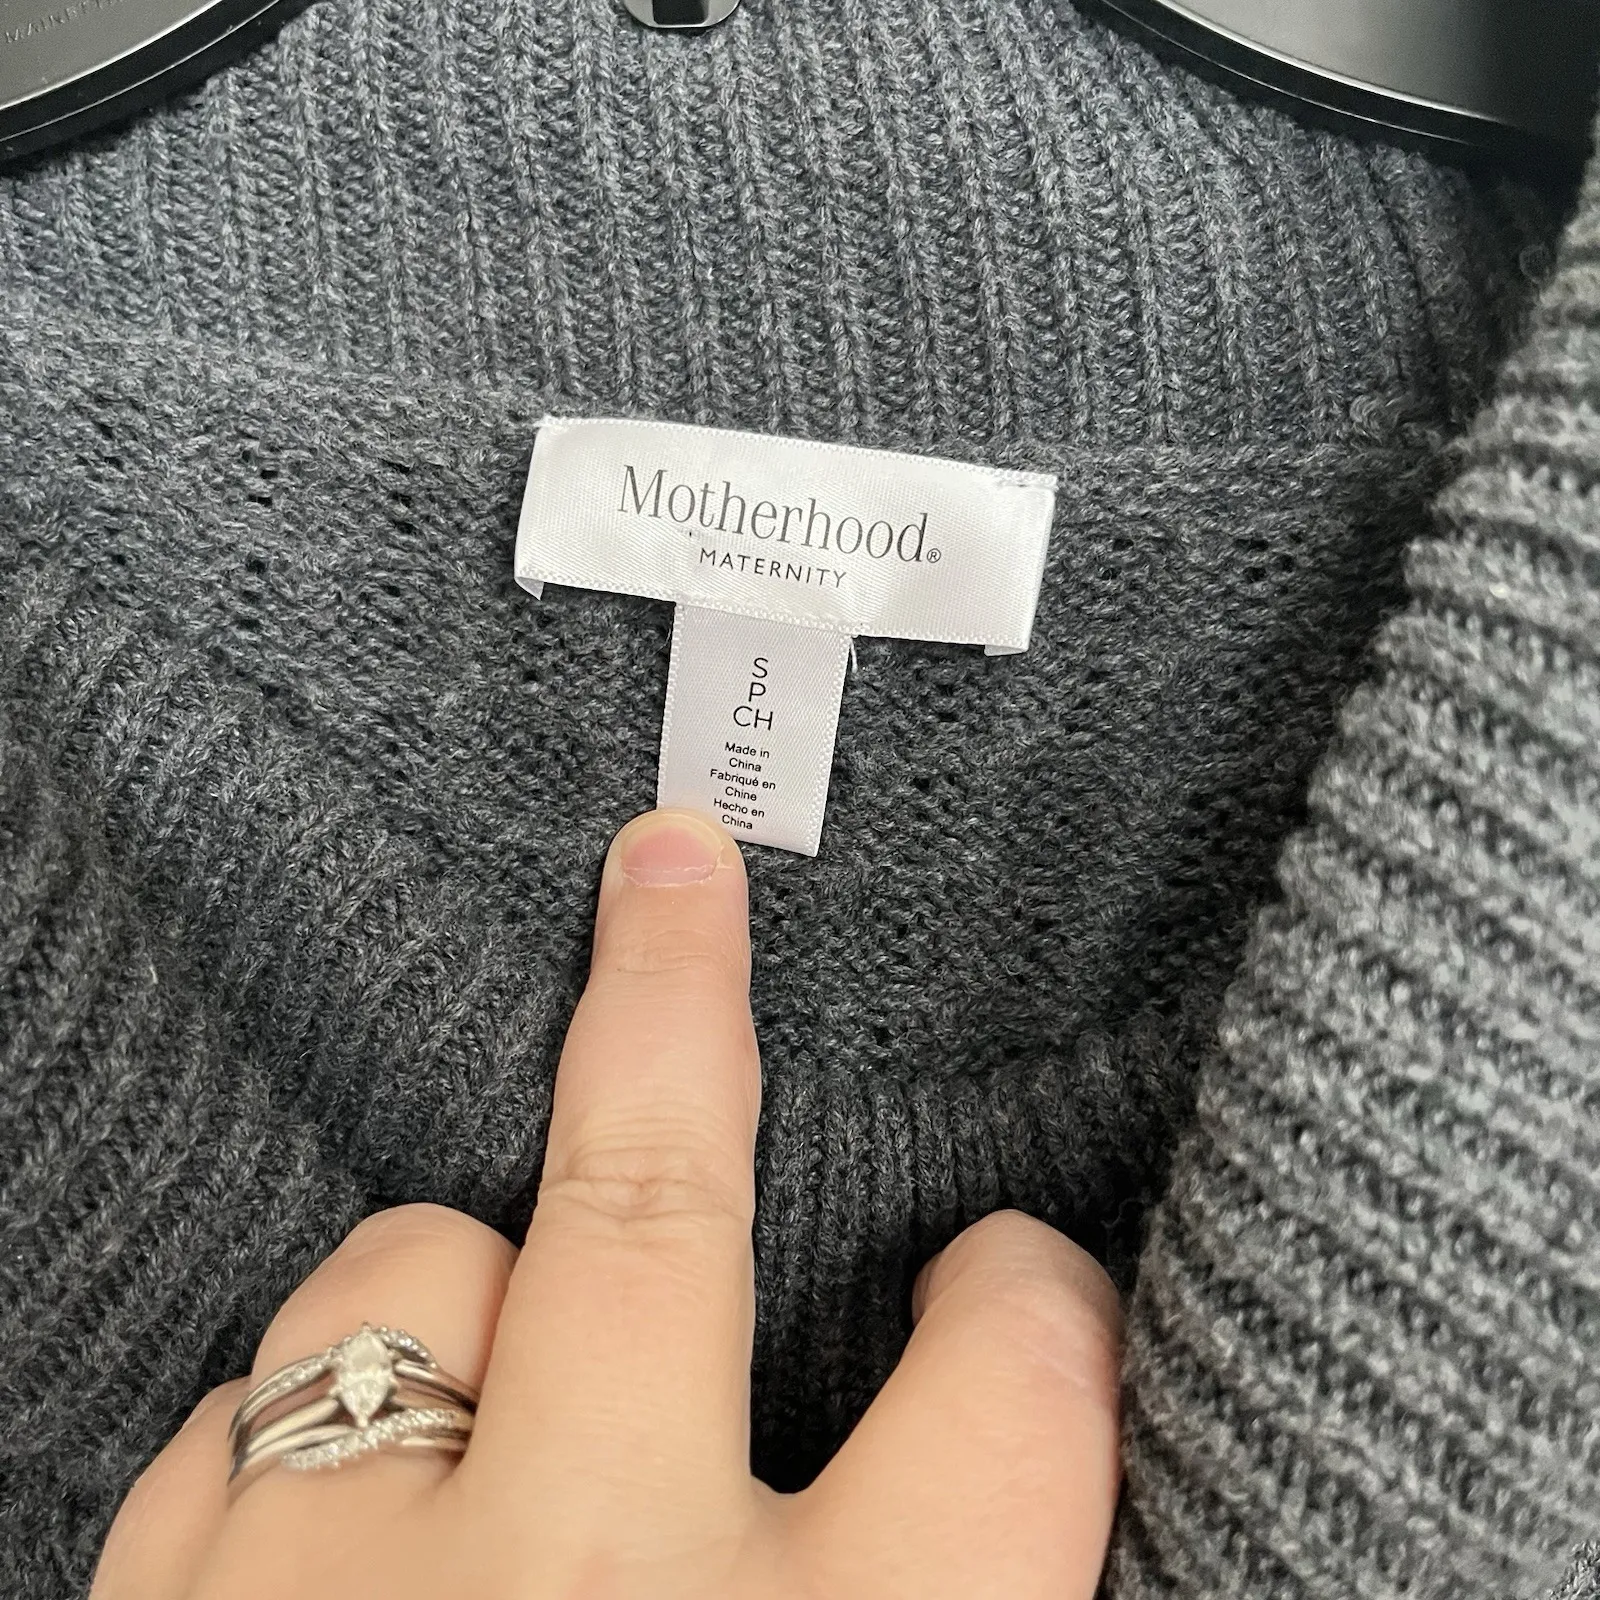 Motherhood®
MATERNITY
S
P
CH
Made in
China
Fabriqué en
Chine
Hecho en
China